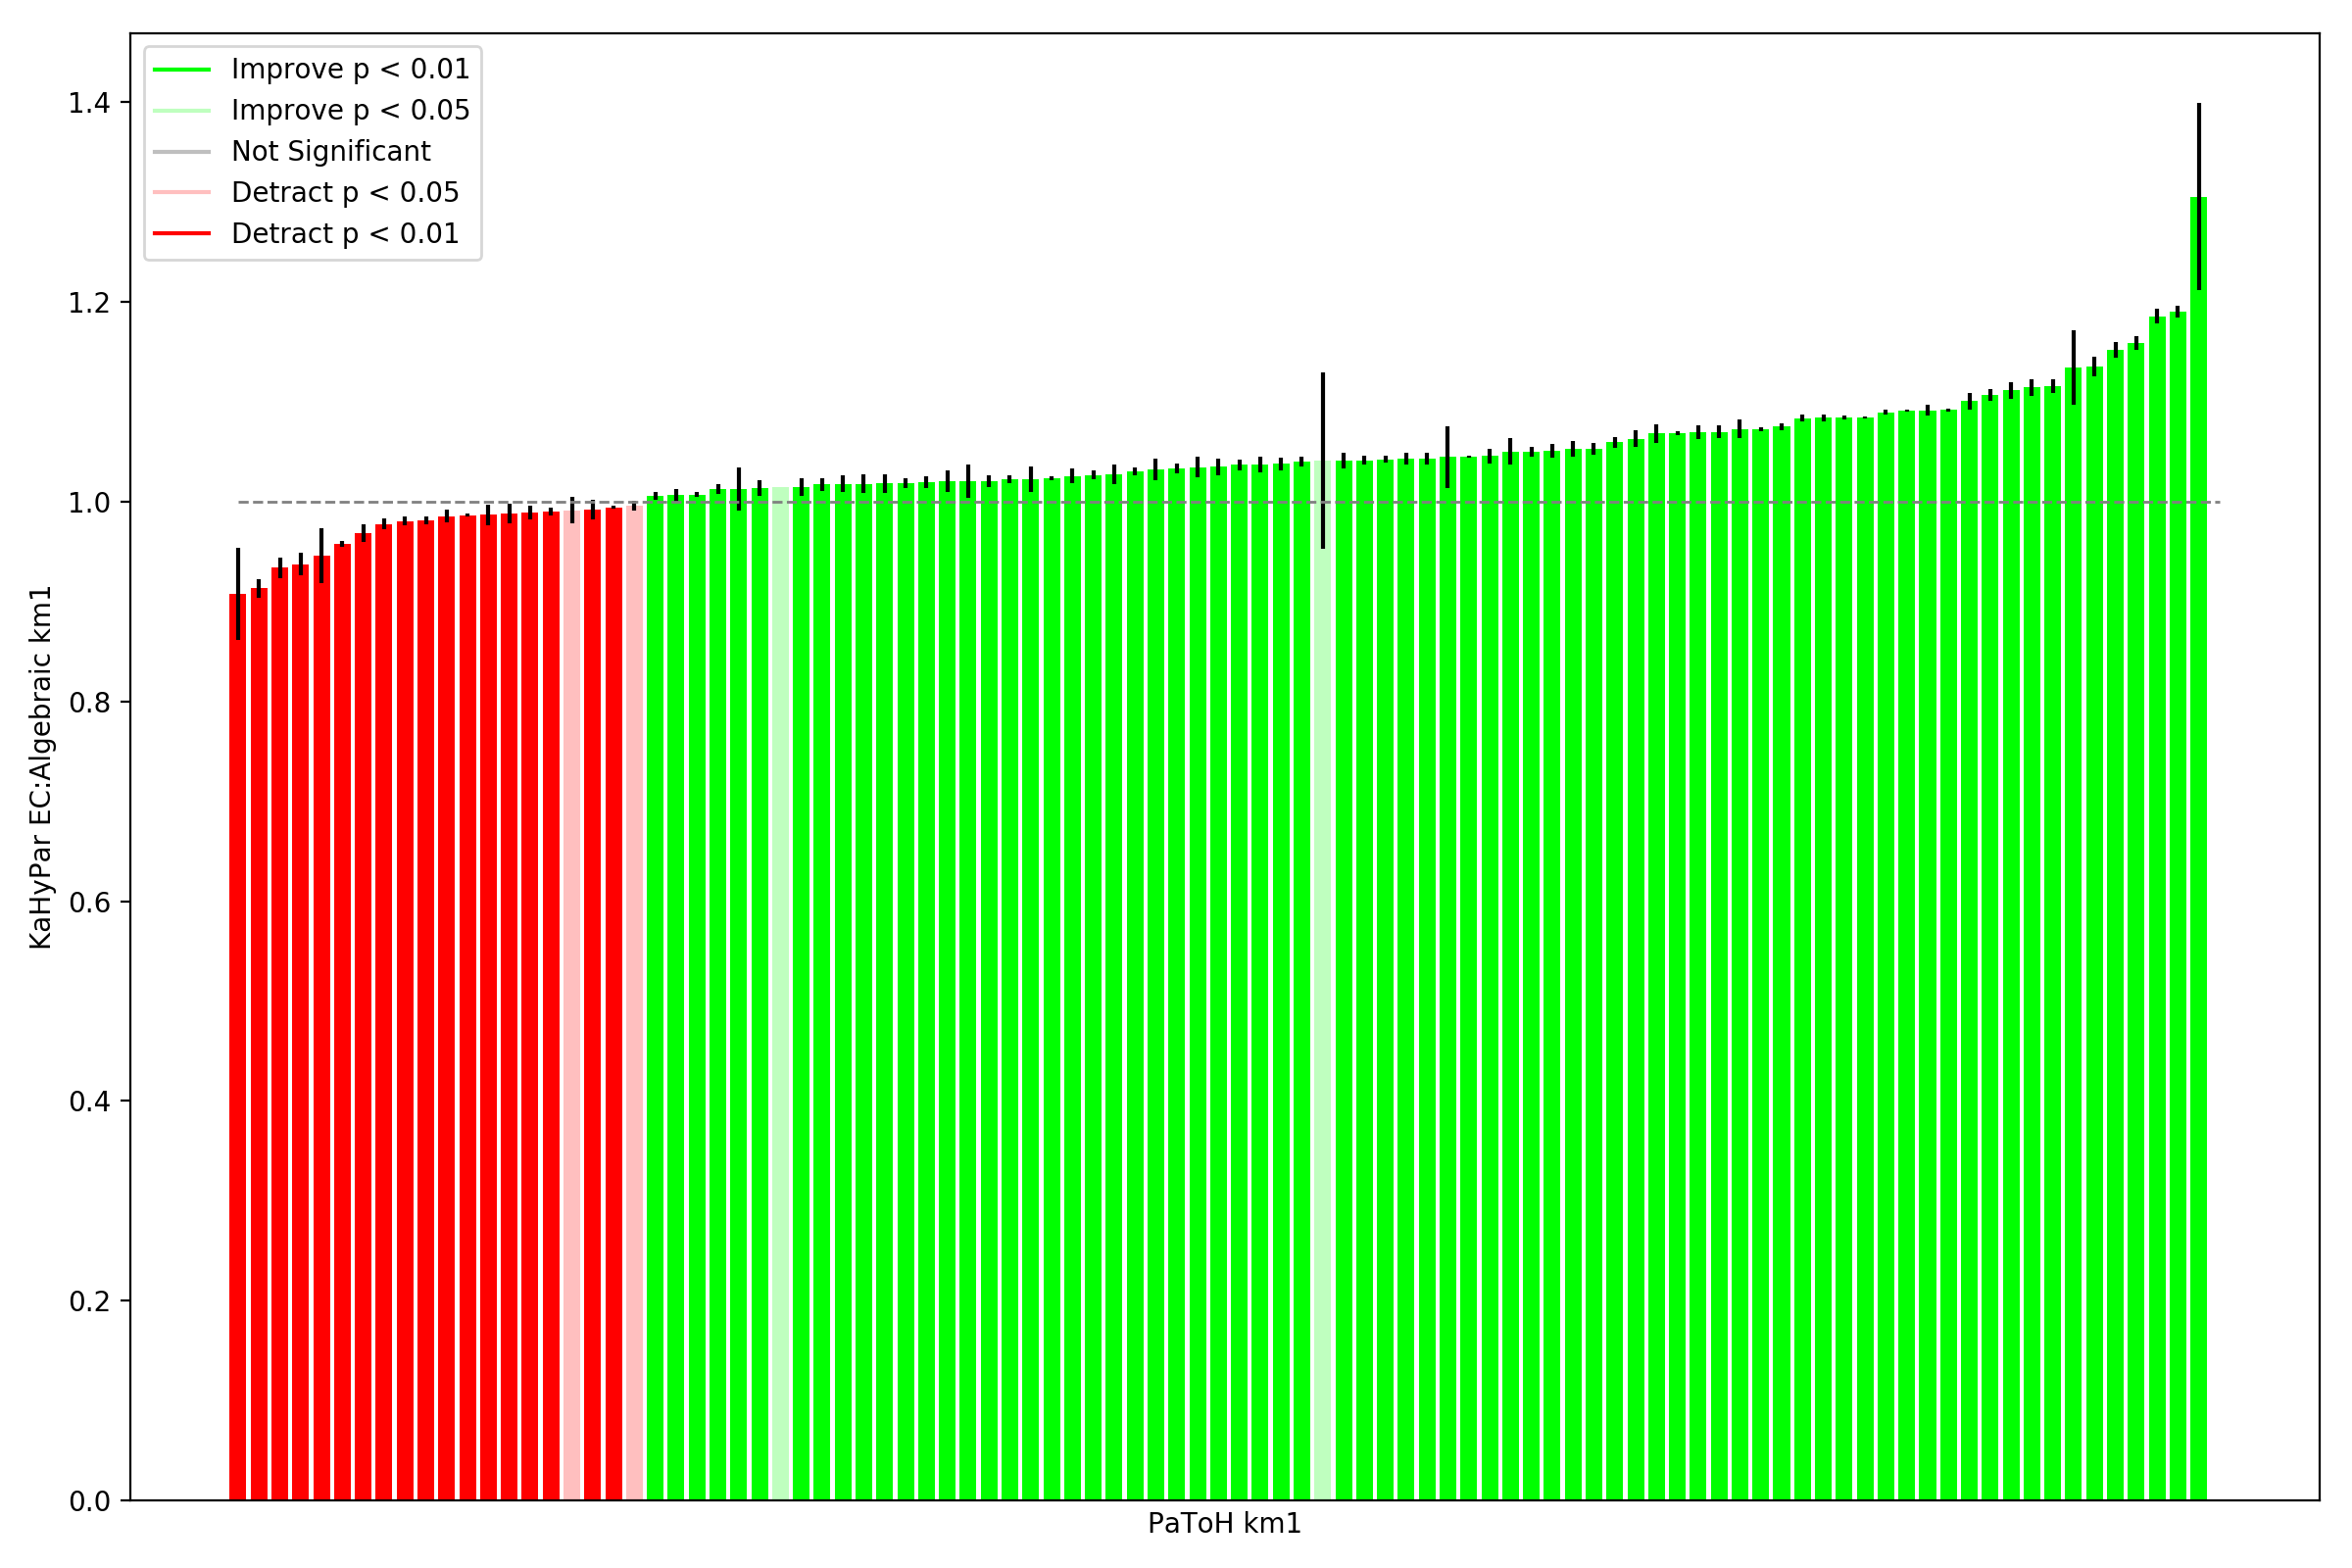 Improve p < 0.01
Improve p < 0.05
Not Significant
Detract p < 0.05
Detract p < 0.01
1.4
1.2
1.0
0.8
0.6
0.4
0.2
0.0
KaHyPar EC:Algebraic km1
PaToH km1